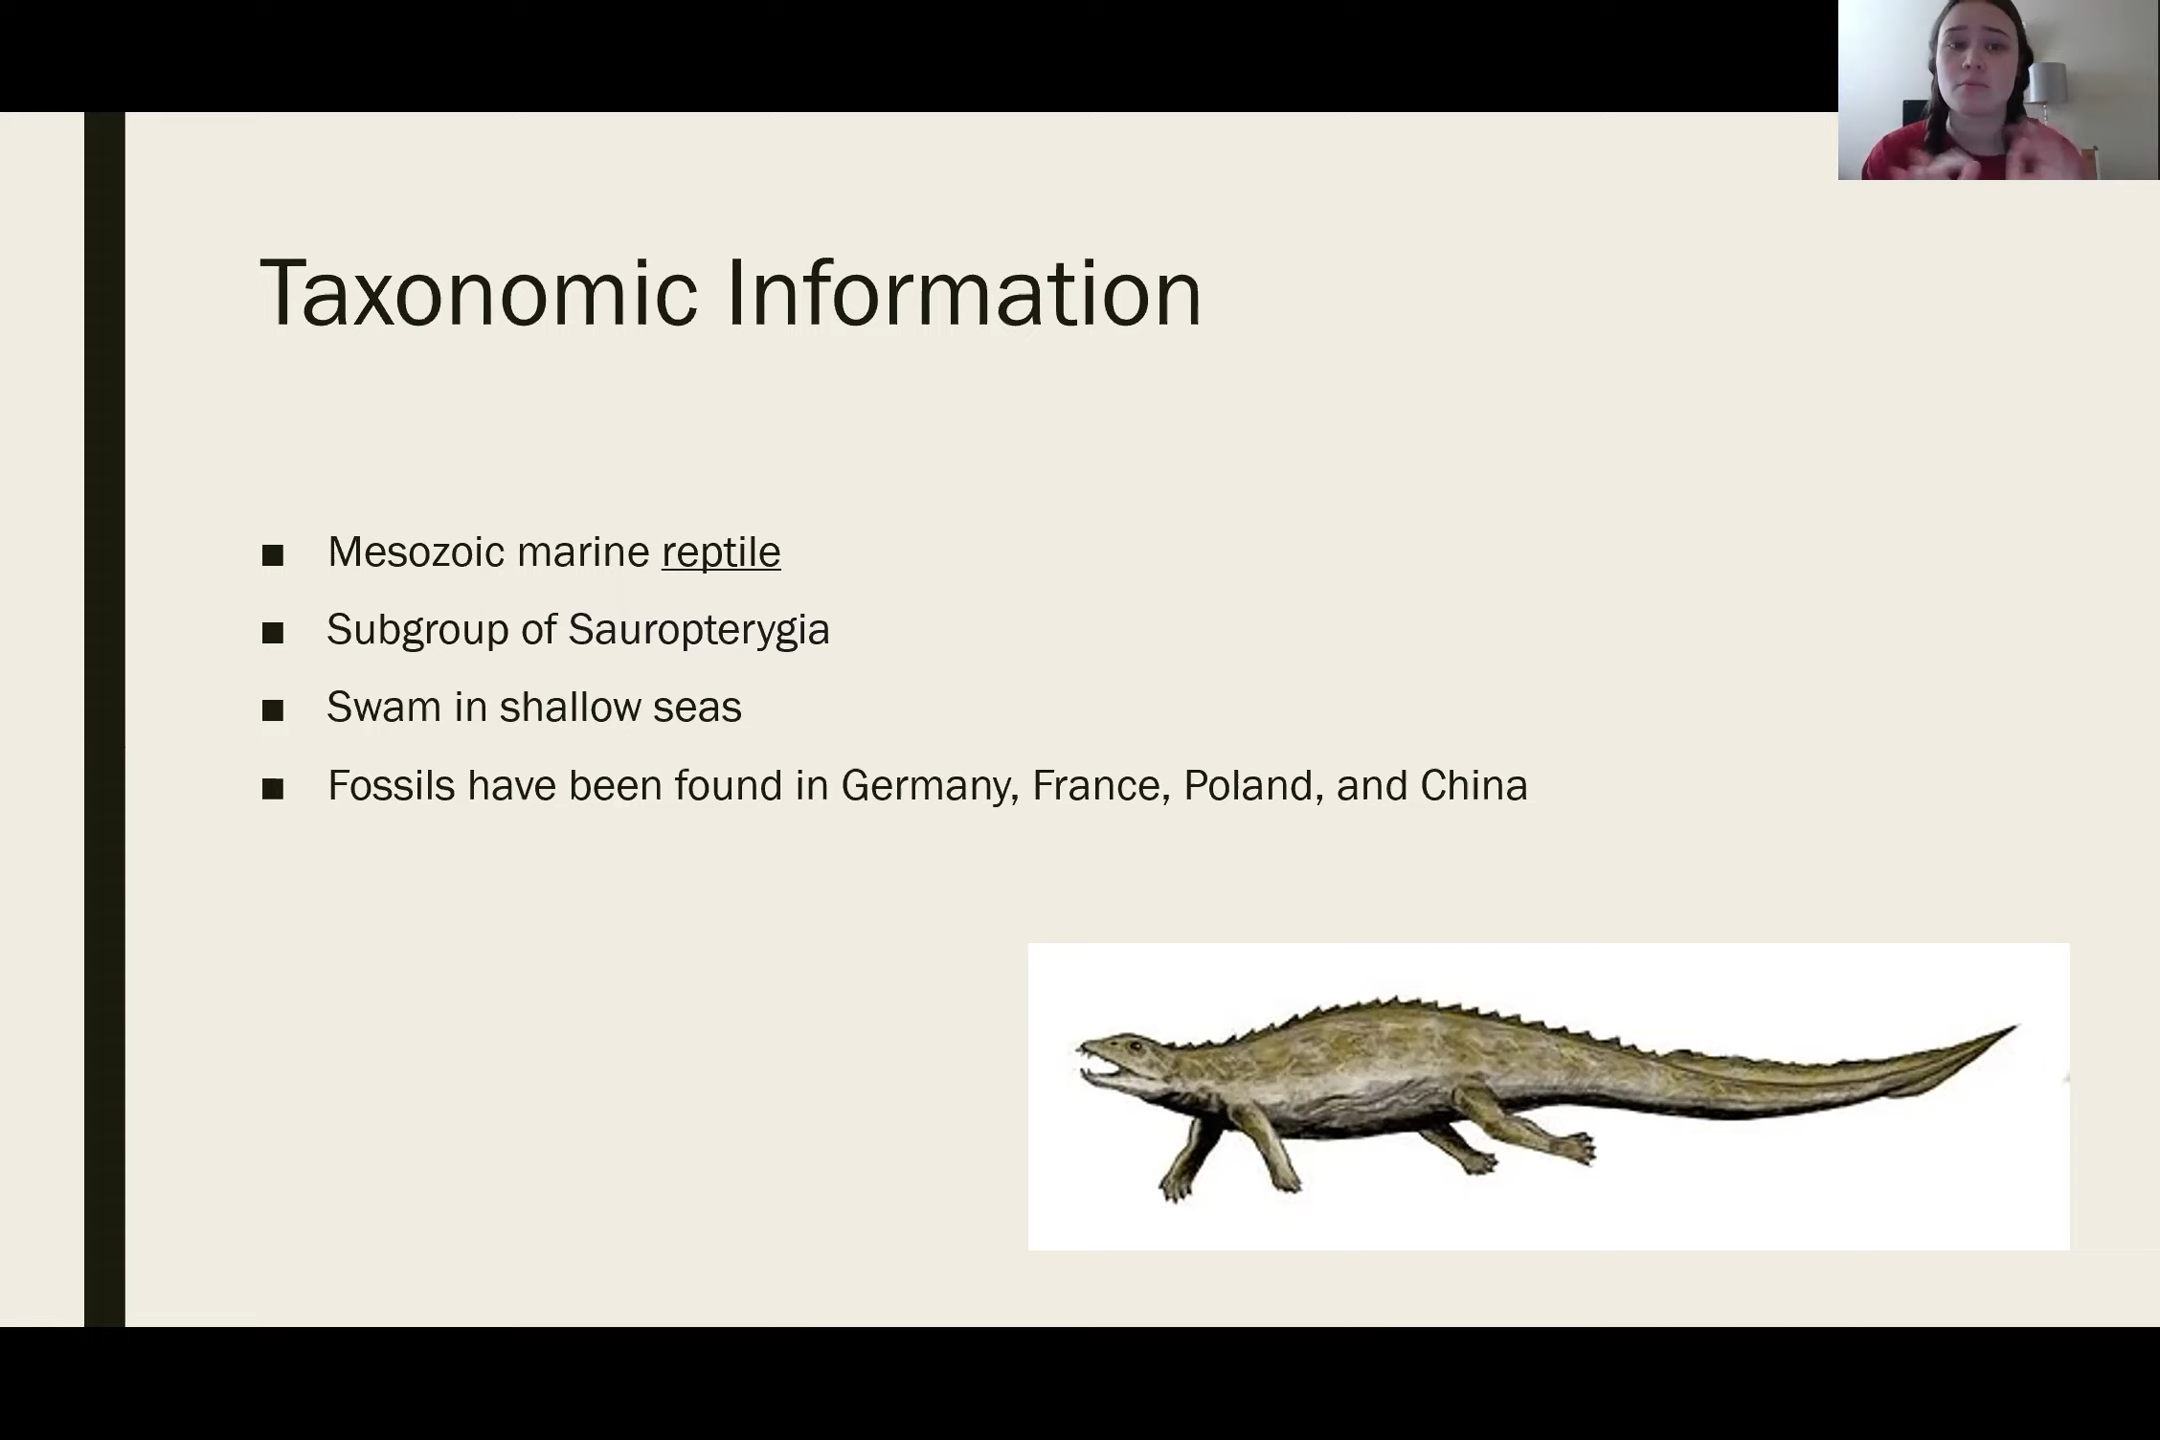 Taxonomic Information
■ Mesozoic marine reptile
■ Subgroup of Sauropterygia
■ Swam in shallow seas
■ Fossils have been found in Germany, France, Poland, and China